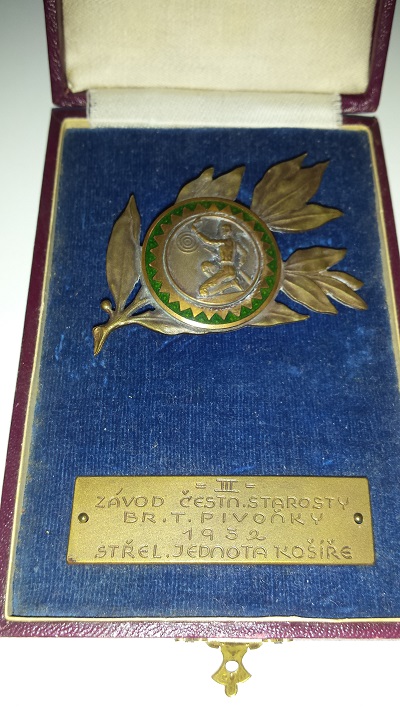 - III -
ZÁVOD ČESTN. STAROSTY
BR. T. PIVOŇKY
1952
STŘEL. JEDNOTA KOŠÍŘE